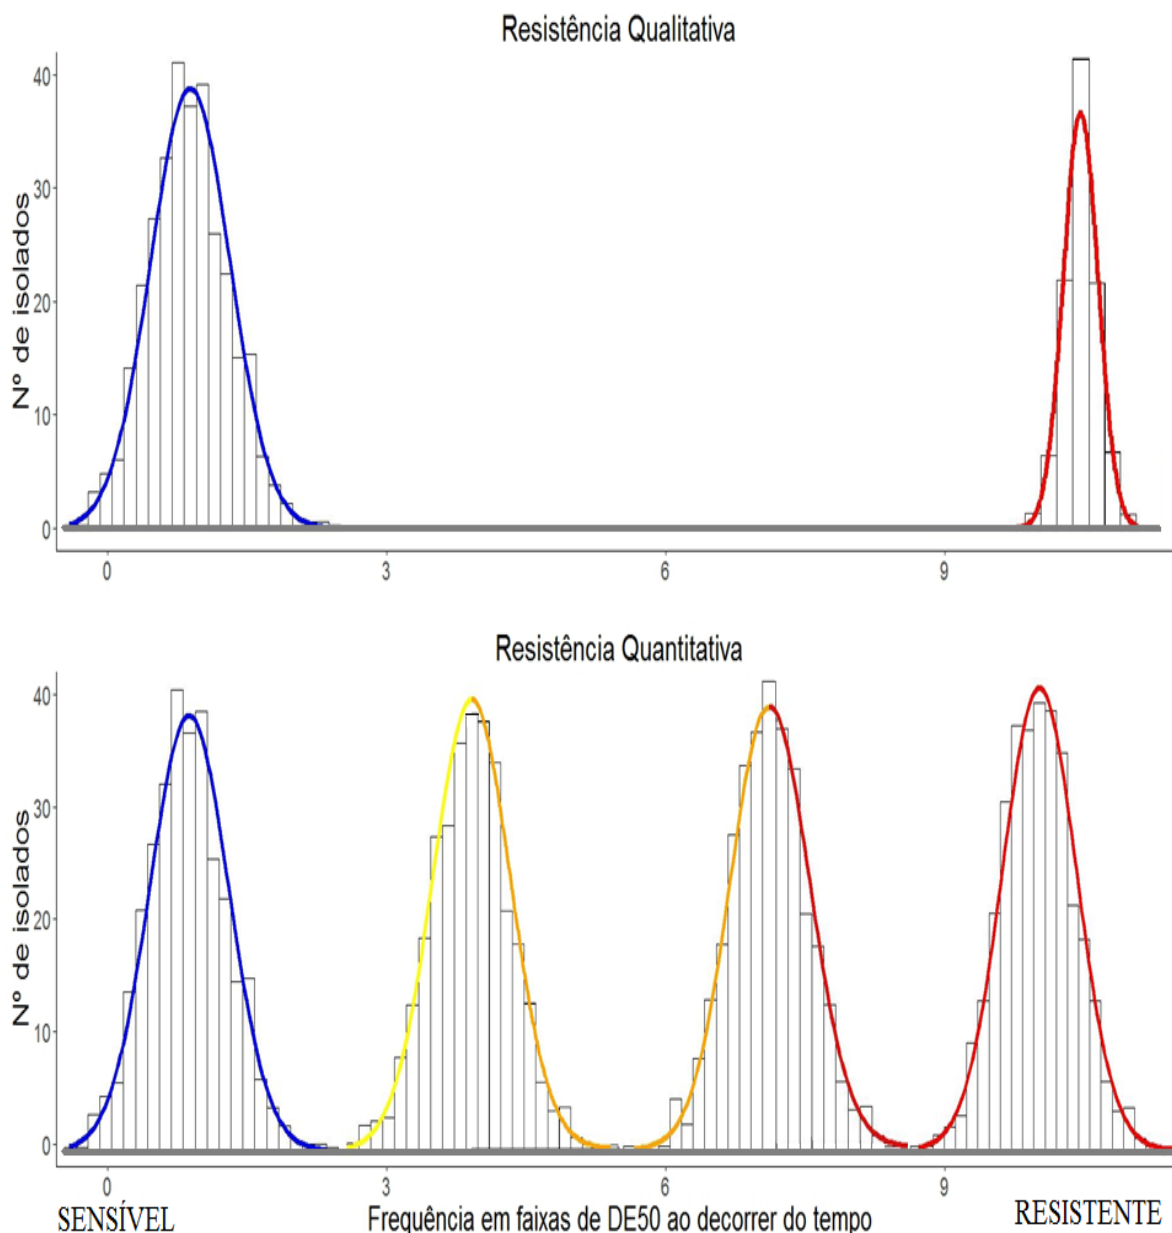 Resistência Qualitativa
Nº de isolados
40
30
20
10
0
0 3 6 9
Resistência Quantitativa
Nº de isolados
40
30
20
10
0
0 3 6 9
SENSÍVEL Frequência em faixas de DE50 ao decorrer do tempo RESISTENTE